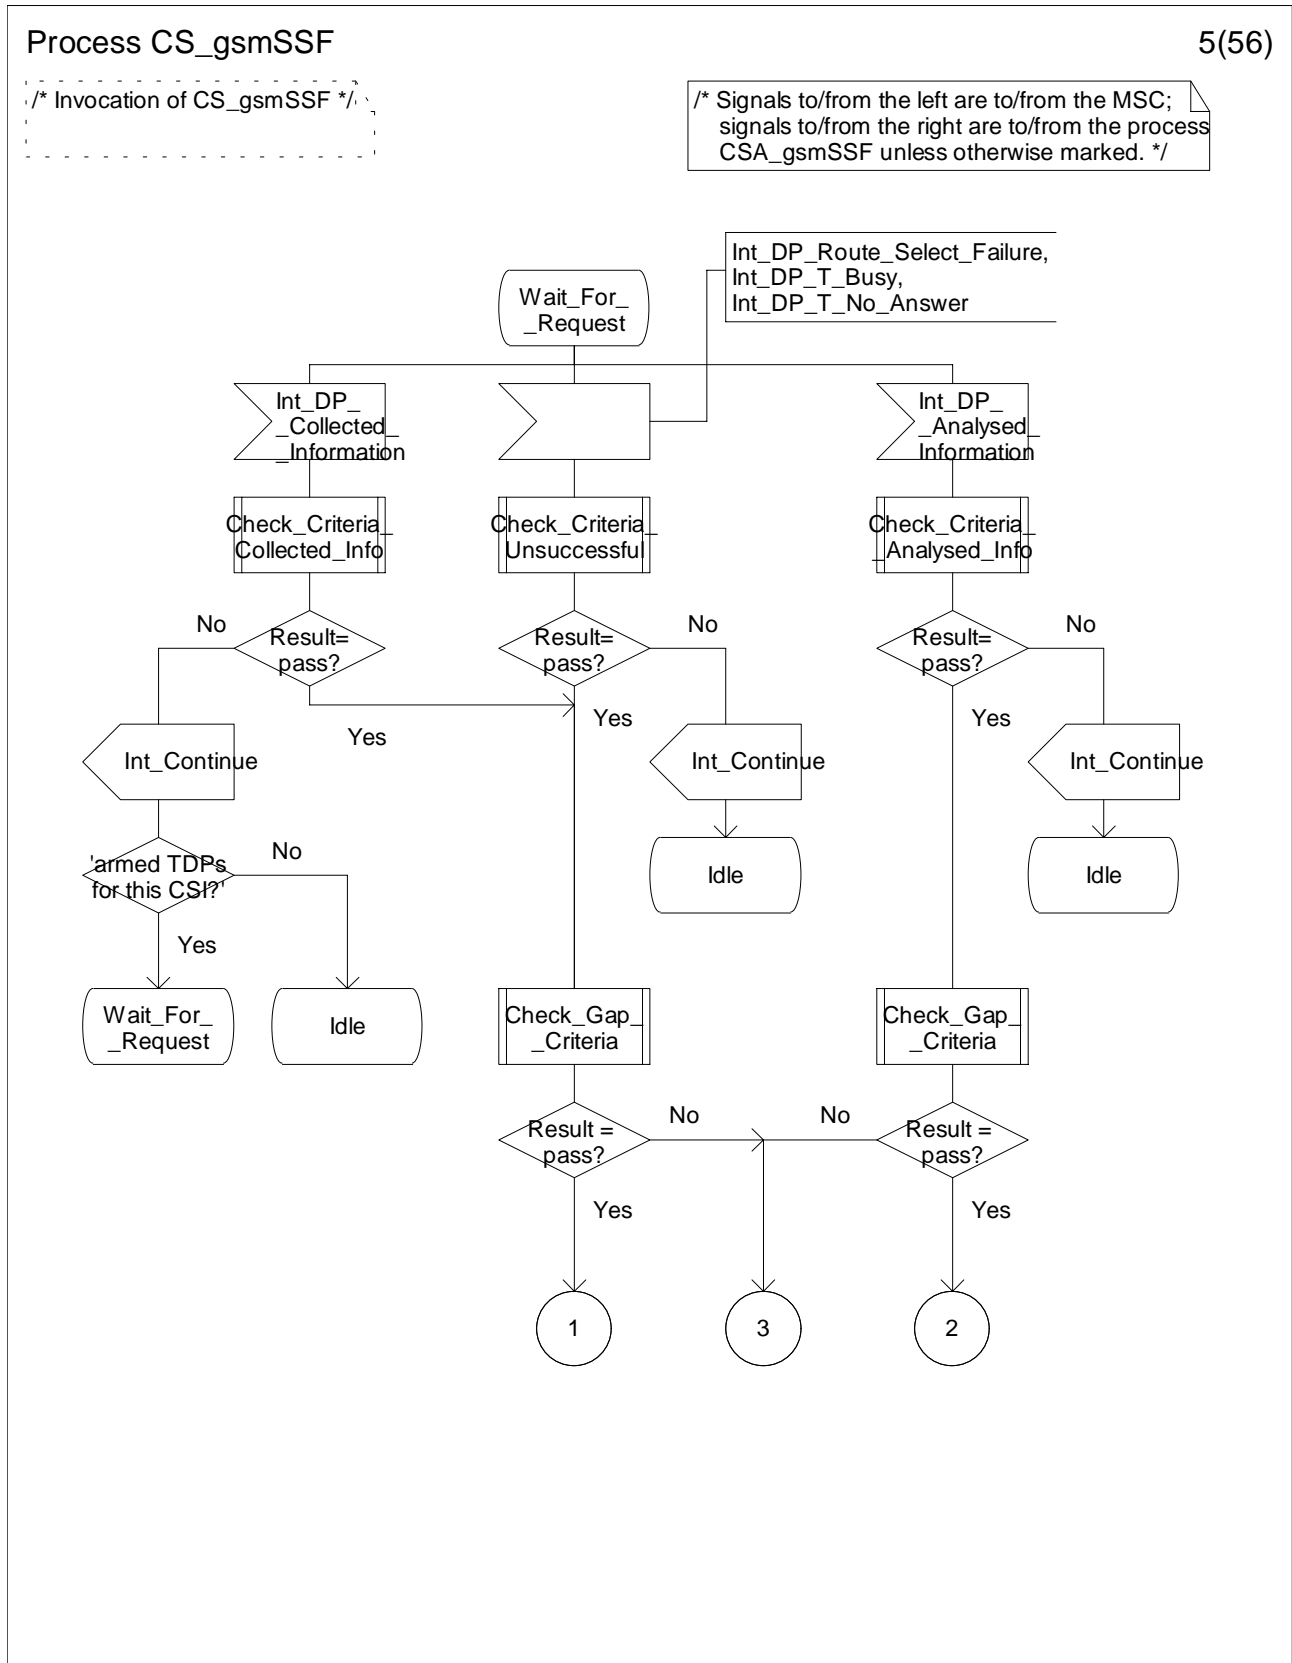 Process CS_gsmSSF
5(56)
/* Invocation of CS_gsmSSF */
/* Signals to/from the left are to/from the MSC;
signals to/from the right are to/from the process
CSA_gsmSSF unless otherwise marked. */
Int_DP_Route_Select_Failure,
Int_DP_T_Busy,
Int_DP_T_No_Answer
Wait_For_
_Request
Int_DP_
_Collected_
_Information
Int_DP_
_Analysed_
Information
Check_Criteria_
Collected_Info
Check_Criteria_
Unsuccessful
Check_Criteria_
_Analysed_Info
No
Result=
pass?
Yes
Result=
pass?
No
Yes
Result=
pass?
No
Yes
Int_Continue
Int_Continue
Int_Continue
'armed TDPs
for this CSI?'
No
Yes
Idle
Idle
Wait_For_
_Request
Idle
Check_Gap_
_Criteria
Check_Gap_
_Criteria
Result =
pass?
No
No
Result =
pass?
Yes
Yes
1
3
2